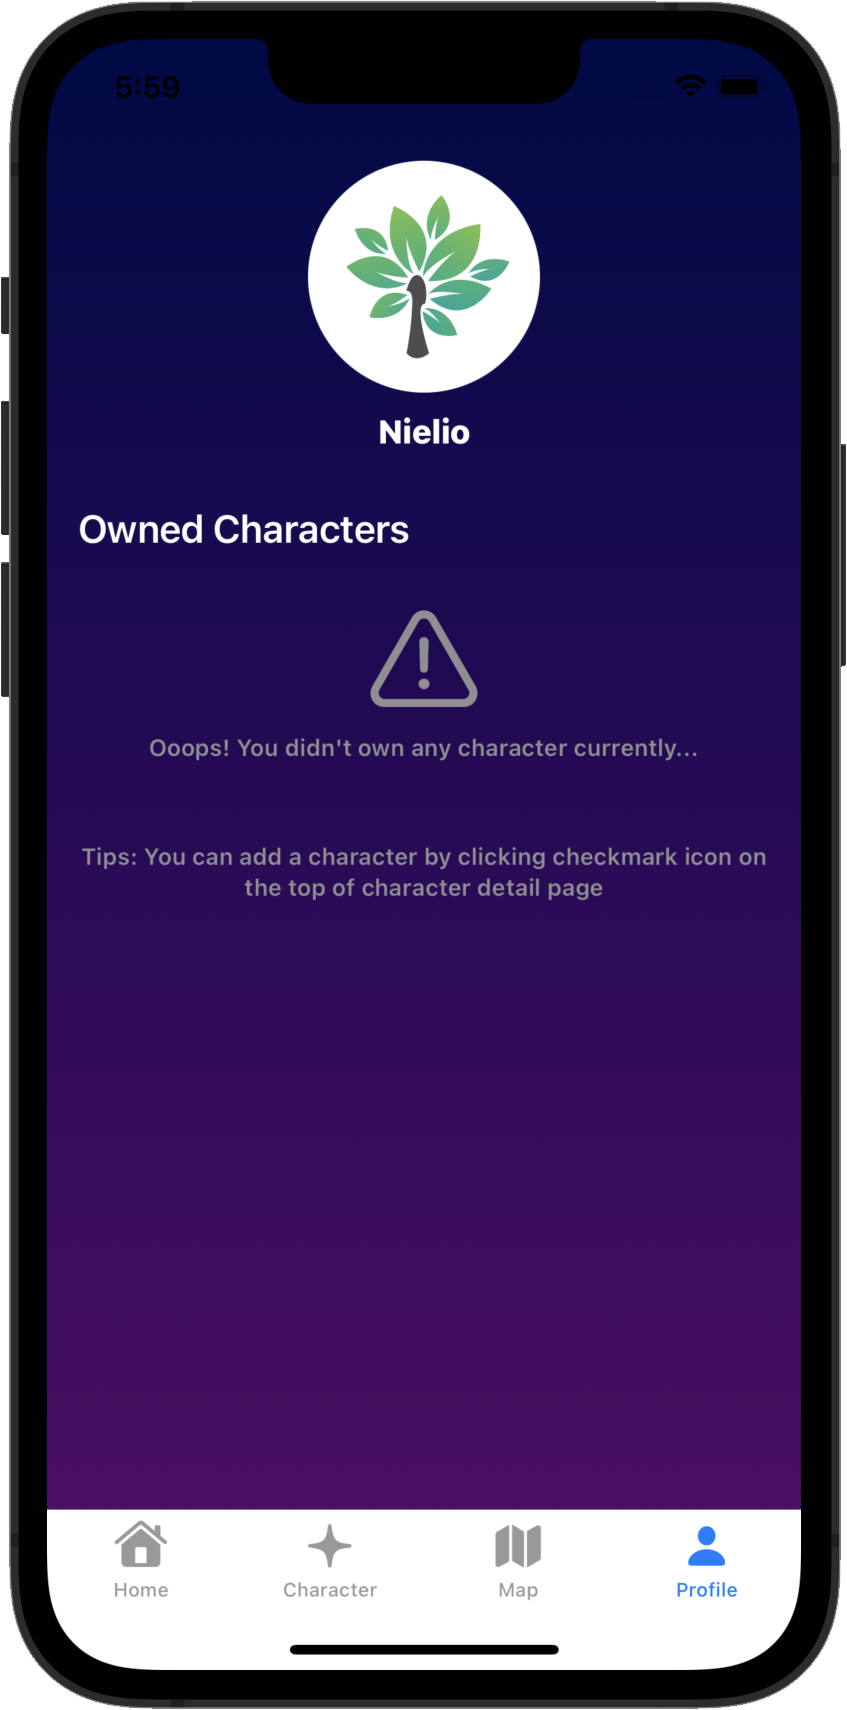 5:59
Nielio
Owned Characters
Ooops! You didn't own any character currently...
Tips: You can add a character by clicking checkmark icon on
the top of character detail page
Home
Character
Map
Profile